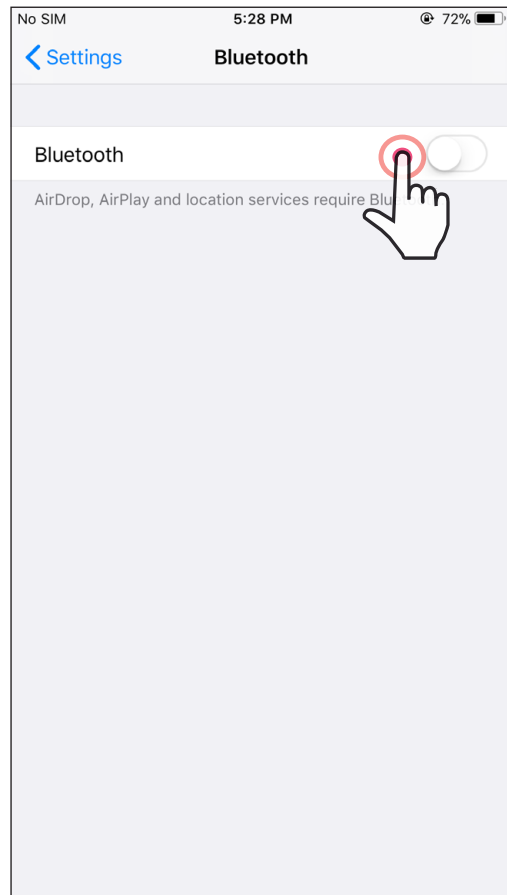 No SIM 5:28 PM 72%
Settings Bluetooth
Bluetooth
AirDrop, AirPlay and location services require